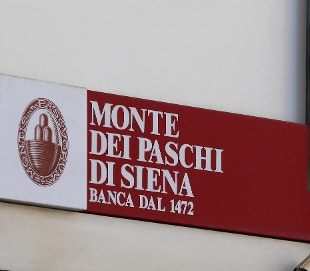 MONTE
DEI PASCHI
DI SIENA
BANCA DAL 1472